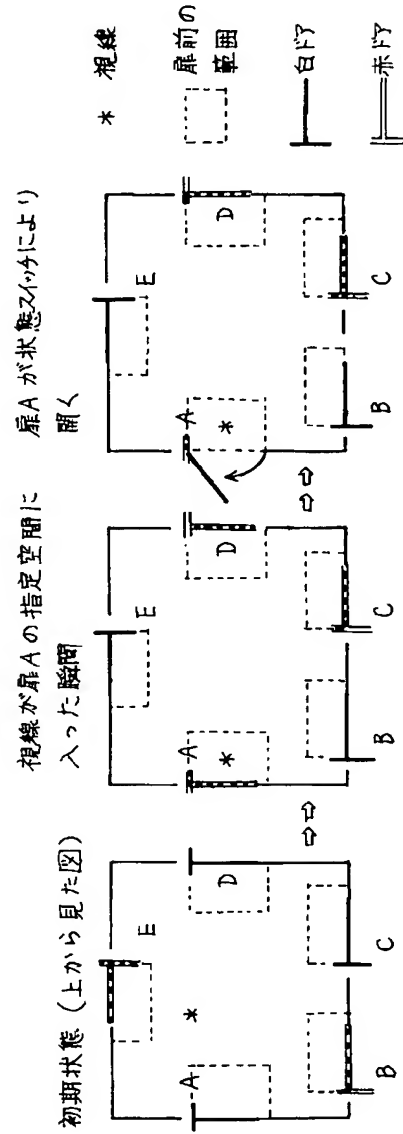 初期状態(上から見た図)
A
B
C
D
E
*
視線が扉Aの指定空間に
入った瞬間
A
B
C
D
E
*
扉Aが状態スイッチにより
開く
A
B
C
D
E
*
* 視線
扉前の
範囲
白ドア
赤ドア